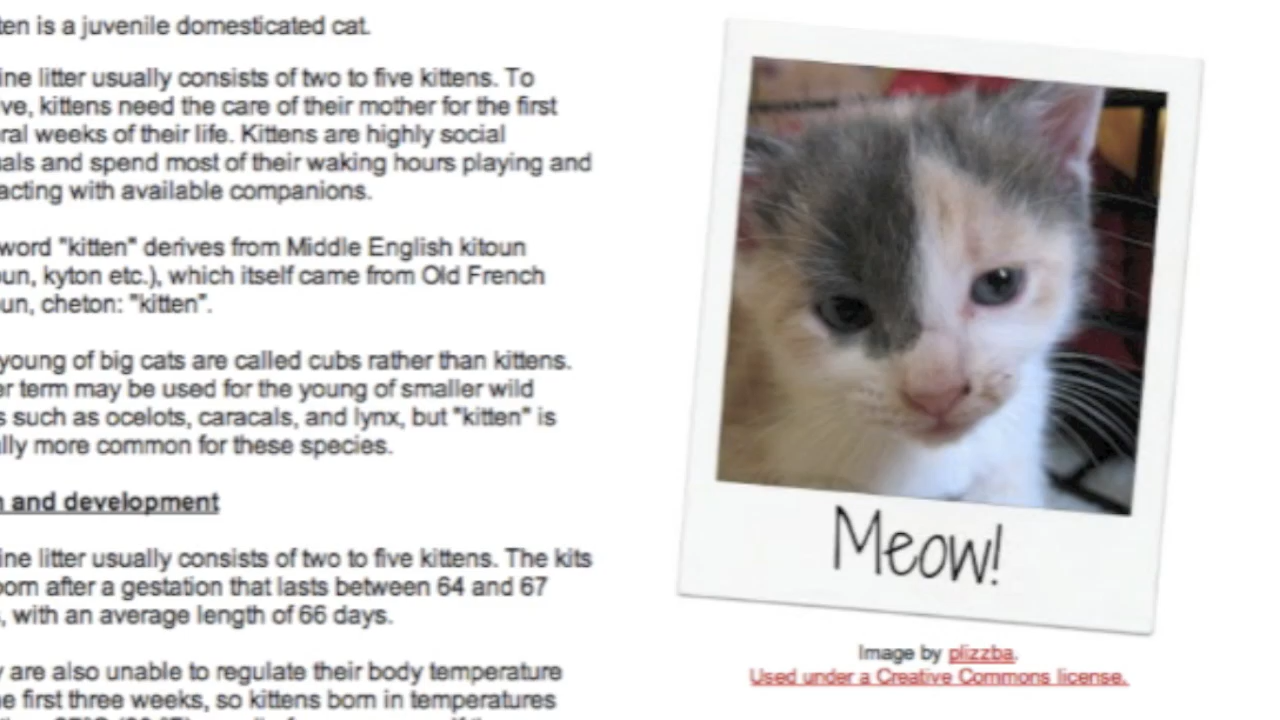 ten is a juvenile domesticated cat.
ine litter usually consists of two to five kittens. To
ve, kittens need the care of their mother for the first
ral weeks of their life. Kittens are highly social
als and spend most of their waking hours playing and
acting with available companions.
word "kitten" derives from Middle English kitoun
un, kyton etc.), which itself came from Old French
un, cheton: "kitten".
young of big cats are called cubs rather than kittens.
er term may be used for the young of smaller wild
s such as ocelots, caracals, and lynx, but "kitten" is
lly more common for these species.
n and development
ine litter usually consists of two to five kittens. The kits
orn after a gestation that lasts between 64 and 67
, with an average length of 66 days.
y are also unable to regulate their body temperature
e first three weeks, so kittens born in temperatures
Meow!
Image by plizzba.
Used under a Creative Commons license.